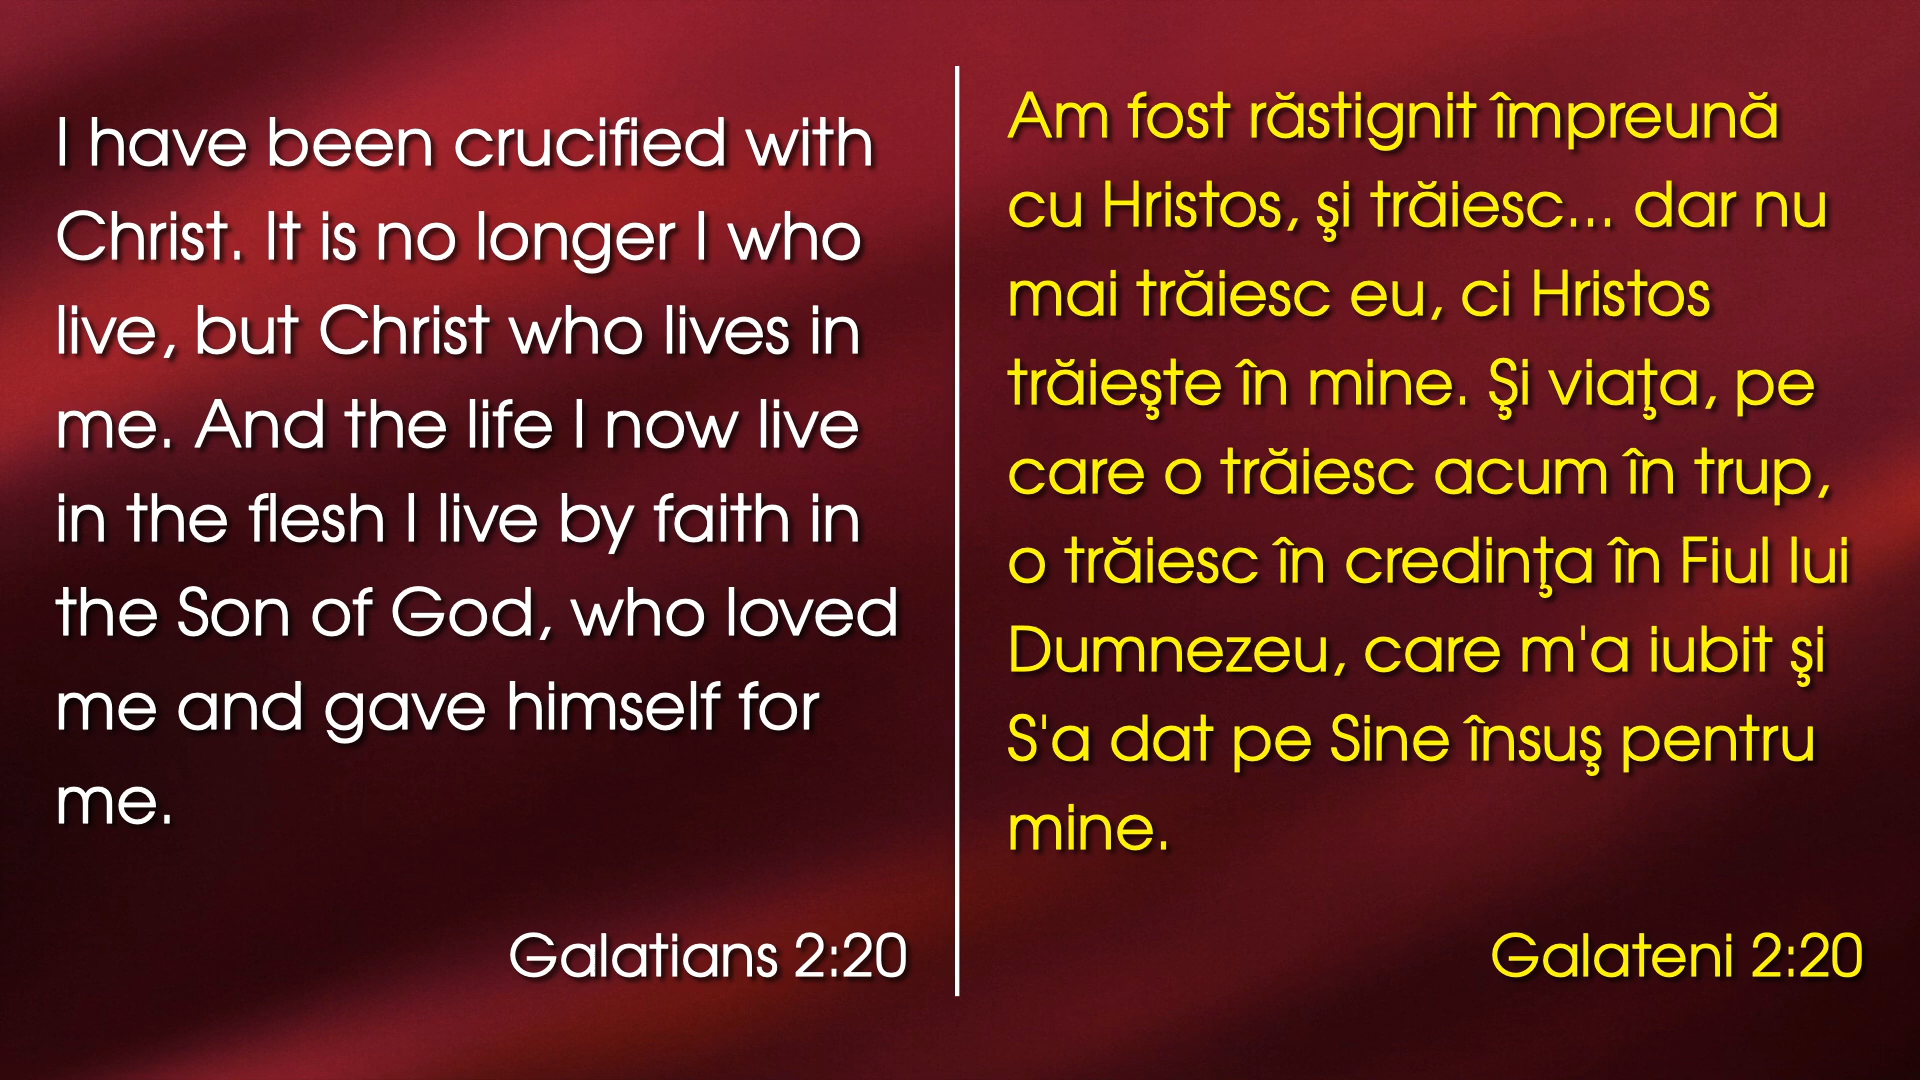 I have been crucified with
Christ. It is no longer I who
live, but Christ who lives in
me. And the life I now live
in the flesh I live by faith in
the Son of God, who loved
me and gave himself for
me.
Galatians 2:20
Am fost răstignit împreună
cu Hristos, şi trăiesc... dar nu
mai trăiesc eu, ci Hristos
trăieşte în mine. Şi viaţa, pe
care o trăiesc acum în trup,
o trăiesc în credinţa în Fiul lui
Dumnezeu, care m'a iubit şi
S'a dat pe Sine însuş pentru
mine.
Galateni 2:20